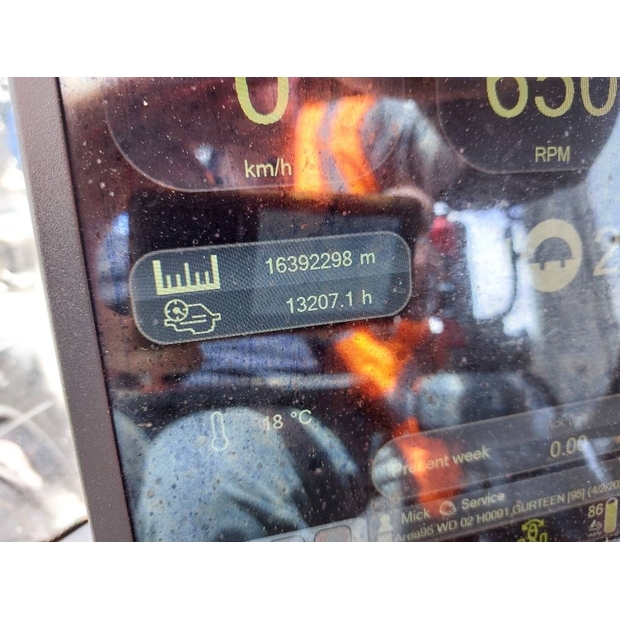 0
650
km/h
RPM
16392298 m
13207.1 h
18 °C
0.00
Present week
Mick Service
Area95 WD 02 H0091,GURTEEN [95]
86